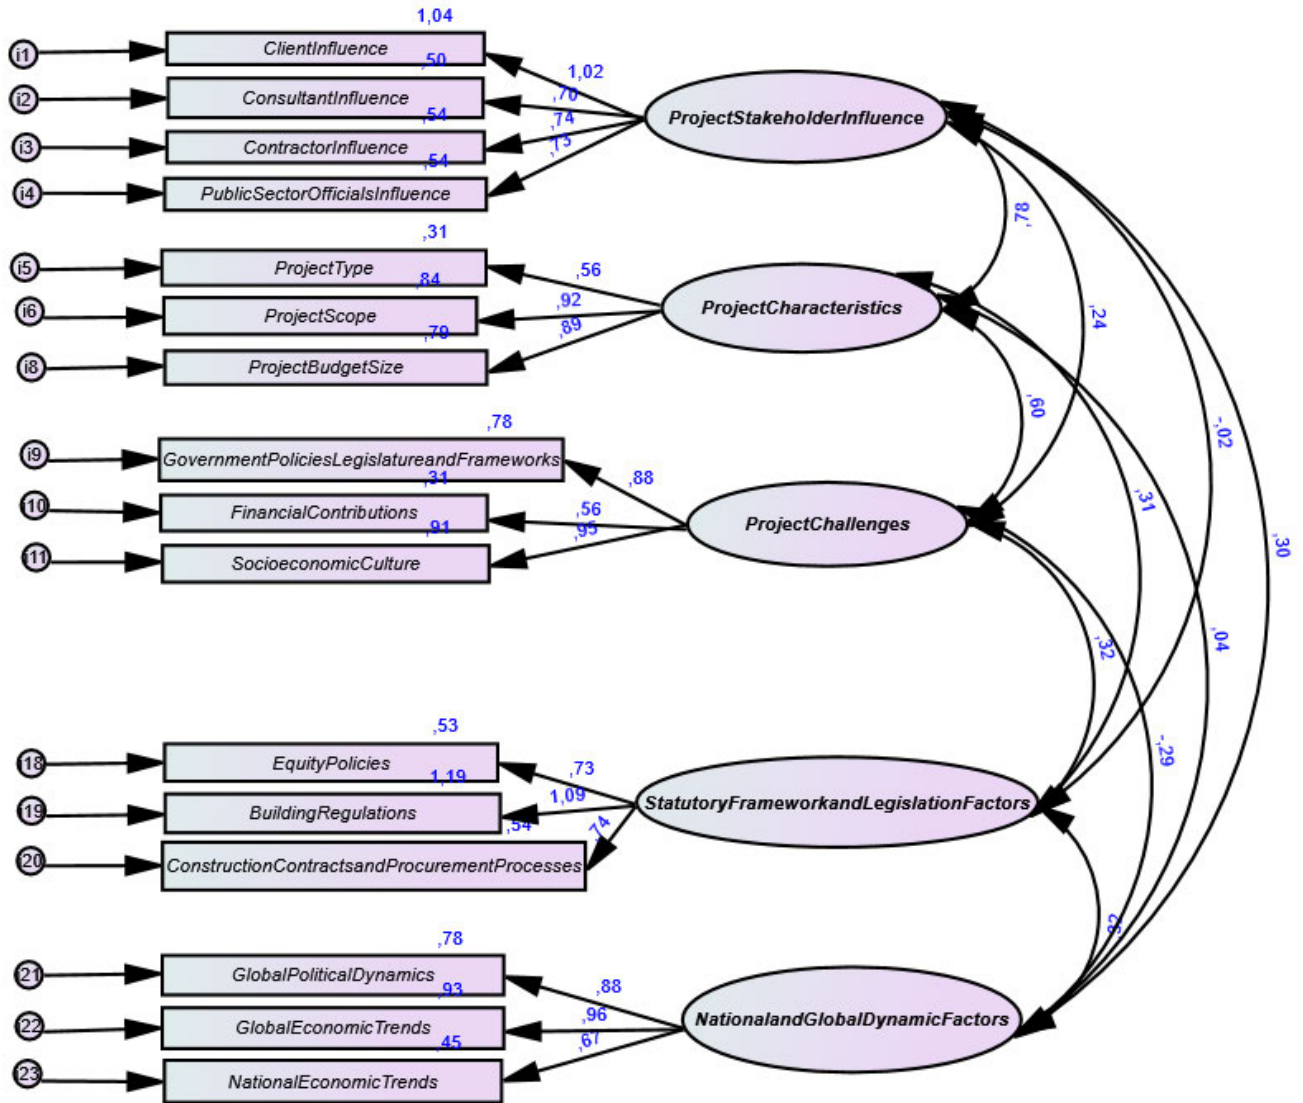 1,04
i1
ClientInfluence
,50
1,02
i2
ConsultantInfluence
,70
,54
,74
i3
ContractorInfluence
,54
,73
i4
PublicSectorOfficialsInfluence
ProjectStakeholderInfluence
,78
,31
i5
ProjectType
,56
,84
i6
ProjectScope
,92
,79
,89
i8
ProjectBudgetSize
ProjectCharacteristics
,24
,60
-,02
,31
,30
,78
i9
GovernmentPoliciesLegislatureandFrameworks
,88
,31
i10
FinancialContributions
,56
,91
,95
i11
SocioeconomicCulture
ProjectChallenges
,32
,04
-,29
,53
i18
EquityPolicies
,73
1,19
1,09
i19
BuildingRegulations
,54
,74
i20
ConstructionContractsandProcurementProcesses
StatutoryFrameworkandLegislationFactors
,32
,78
i21
GlobalPoliticalDynamics
,88
,93
i22
GlobalEconomicTrends
,96
,45
,67
i23
NationalEconomicTrends
NationalandGlobalDynamicFactors